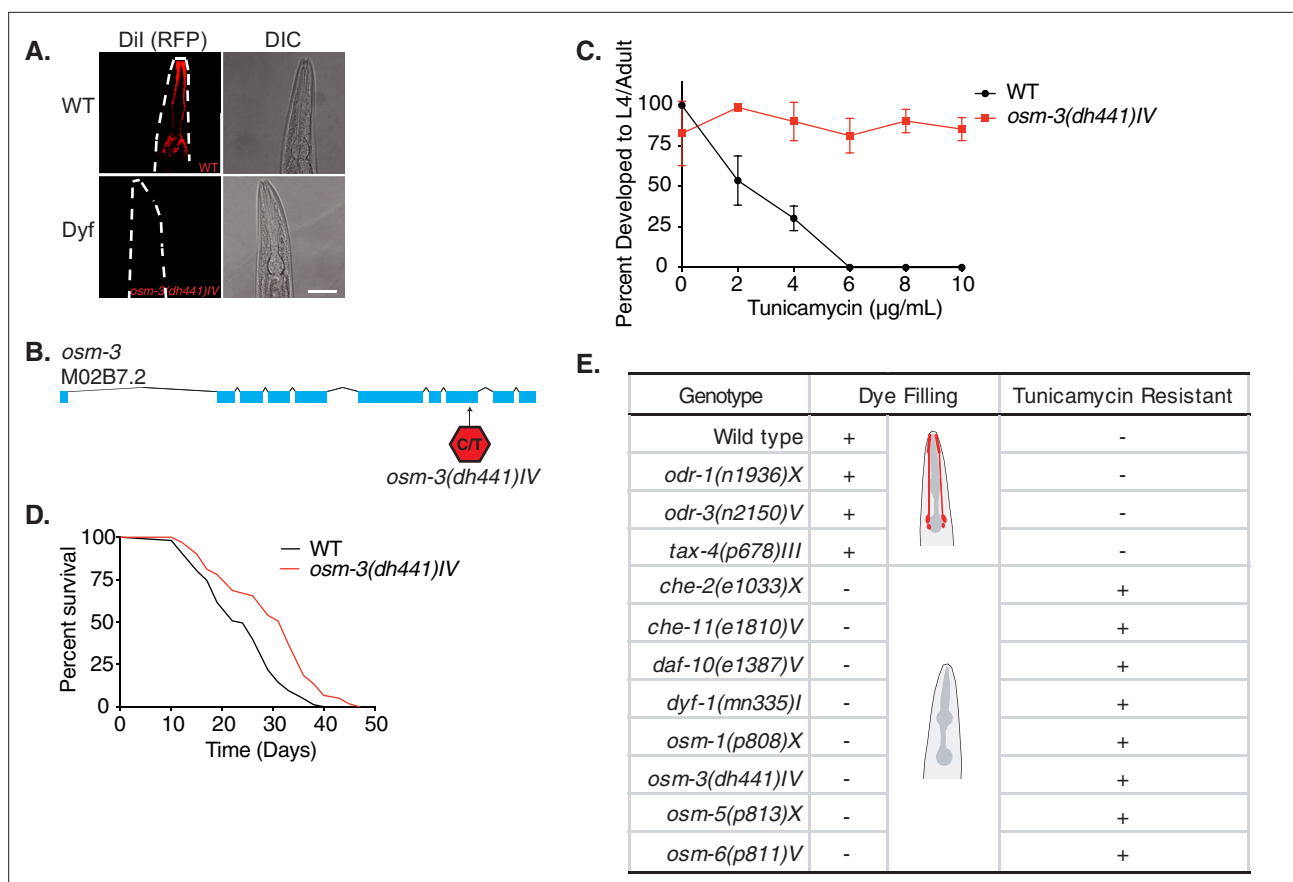 A.
DiI (RFP)
DIC
WT
WT
Dyf
osm-3(dh441)IV
B.
osm-3
M02B7.2
C/T
osm-3(dh441)IV
C.
Percent Developed to L4/Adult
100
75
50
25
0
0 2 4 6 8 10
Tunicamycin (µg/mL)
WT
osm-3(dh441)IV
D.
Percent survival
100
75
50
25
0
0 10 20 30 40 50
Time (Days)
WT
osm-3(dh441)IV
E.
Genotype Dye Filling Tunicamycin Resistant
Wild type + -
odr-1(n1936)X + -
odr-3(n2150)V + -
tax-4(p678)III + -
che-2(e1033)X - +
che-11(e1810)V - +
daf-10(e1387)V - +
dyf-1(mn335)I - +
osm-1(p808)X - +
osm-3(dh441)IV - +
osm-5(p813)X - +
osm-6(p811)V - +